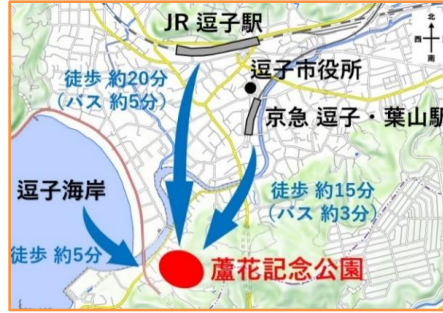 JR 逗子駅
北
西
東
南
徒歩 約20分
(バス 約5分)
逗子市役所
京急 逗子・葉山駅
逗子海岸
徒歩 約15分
(バス 約3分)
徒歩 約5分
蘆花記念公園